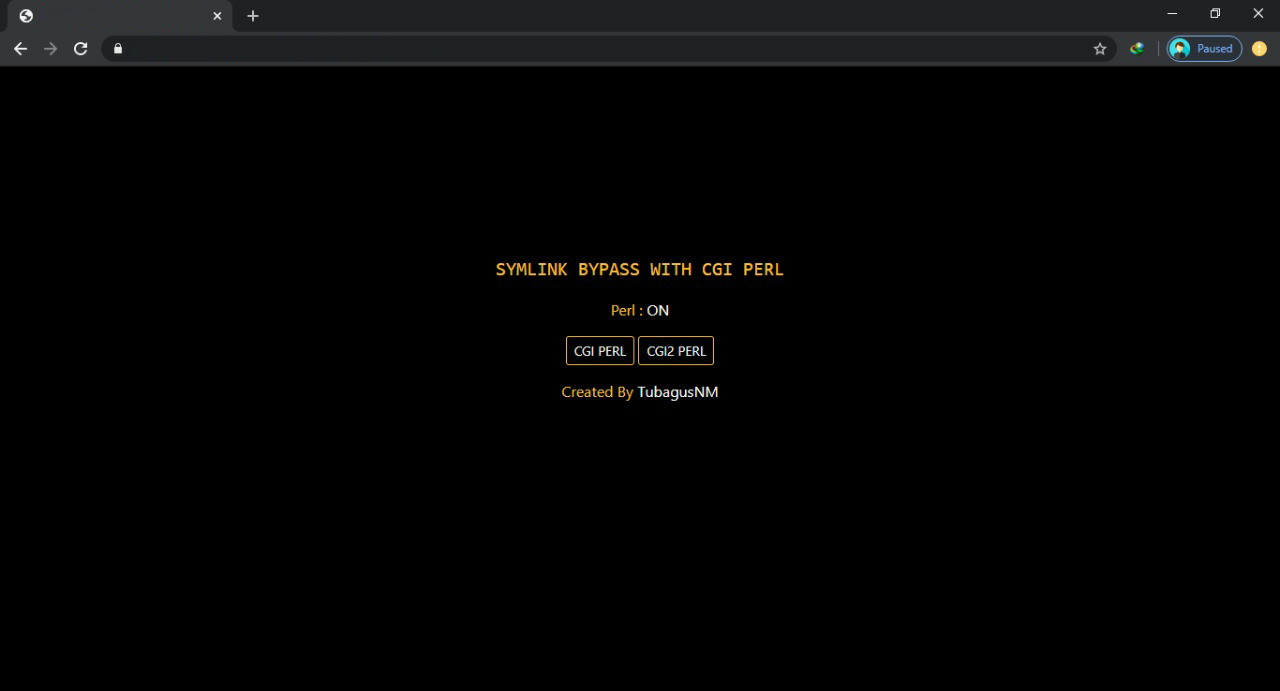 Paused
SYMLINK BYPASS WITH CGI PERL
Perl : ON
CGI PERL CGI2 PERL
Created By TubagusNM